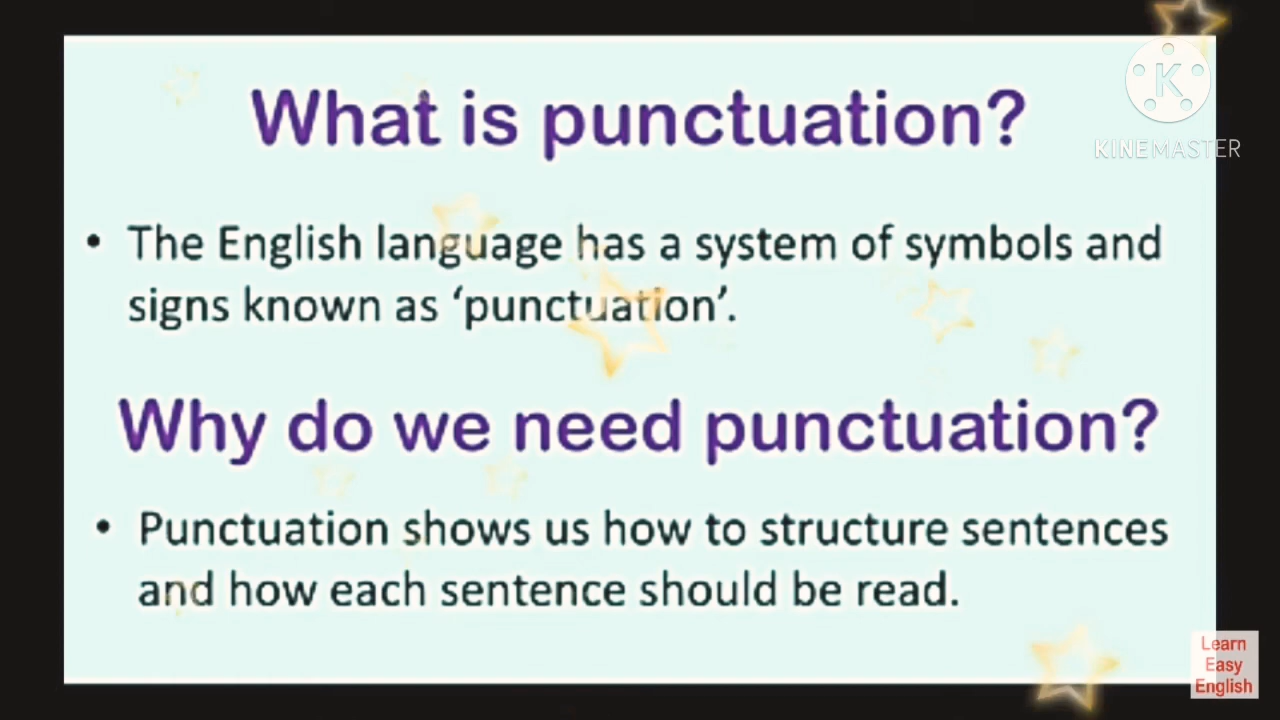 What is punctuation?
KINEMASTER
• The English language has a system of symbols and
signs known as ‘punctuation’.
Why do we need punctuation?
• Punctuation shows us how to structure sentences
and how each sentence should be read.
Learn
Easy
English